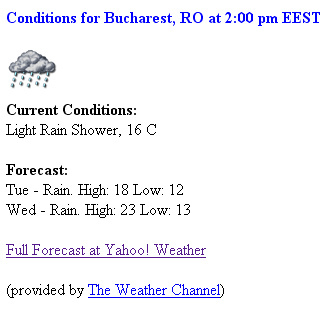 Conditions for Bucharest, RO at 2:00 pm EEST
Current Conditions:
Light Rain Shower, 16 C
Forecast:
Tue - Rain. High: 18 Low: 12
Wed - Rain. High: 23 Low: 13
Full Forecast at Yahoo! Weather
(provided by The Weather Channel)